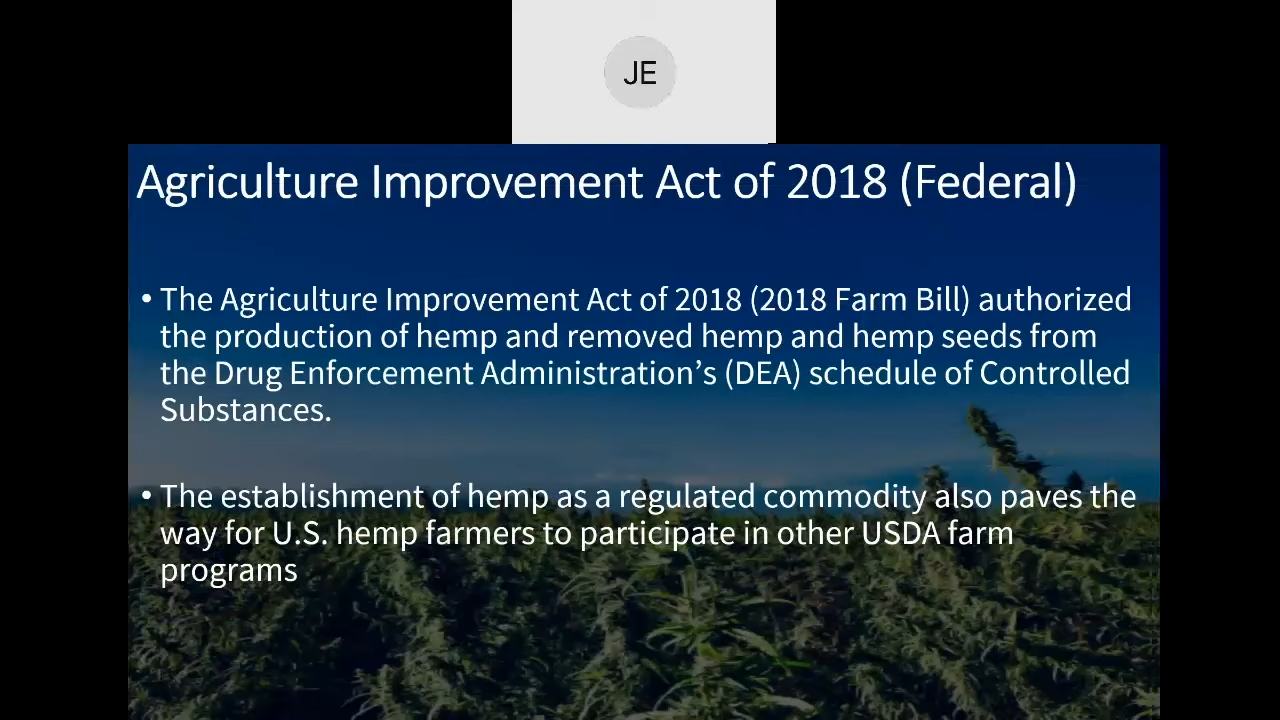 JE
Agriculture Improvement Act of 2018 (Federal)
• The Agriculture Improvement Act of 2018 (2018 Farm Bill) authorized
the production of hemp and removed hemp and hemp seeds from
the Drug Enforcement Administration’s (DEA) schedule of Controlled
Substances.
• The establishment of hemp as a regulated commodity also paves the
way for U.S. hemp farmers to participate in other USDA farm
programs